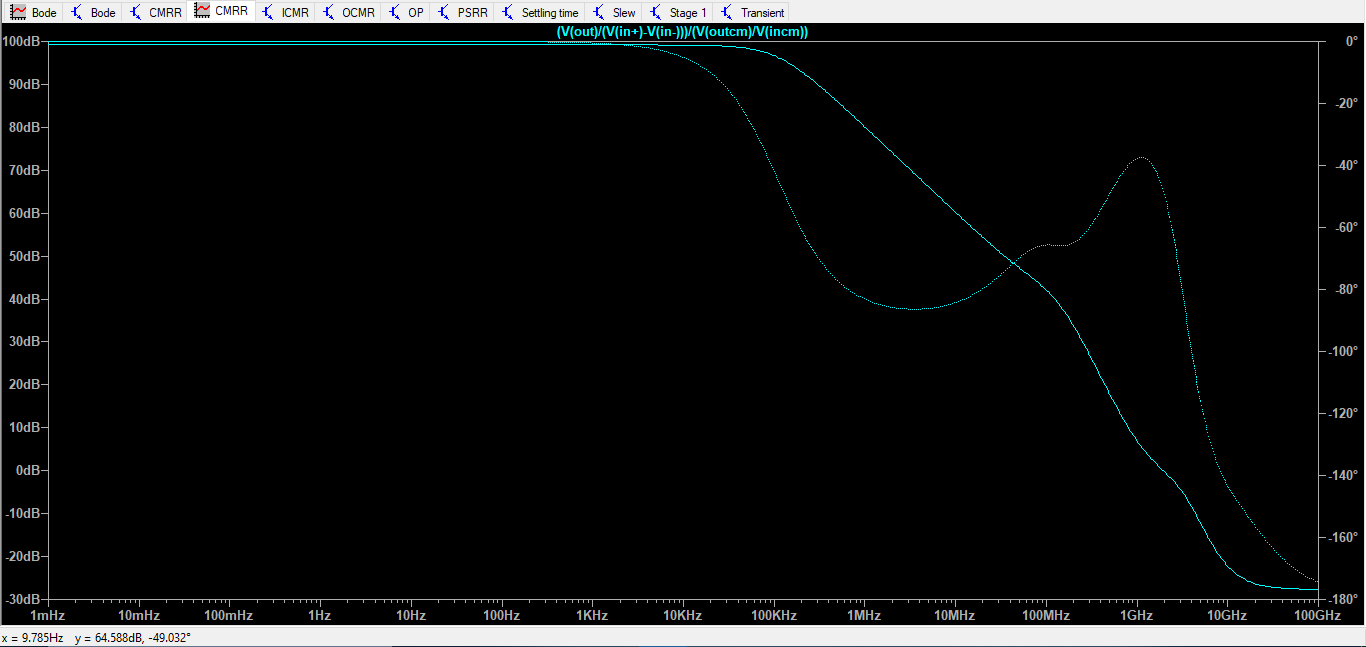 Bode Bode CMRR CMRR ICMR OCMR OP PSRR Settling time Slew Stage 1 Transient
(V(out)/(V(in+)-V(in-)))/(V(outcm)/V(incm))
100dB 0°
90dB
-20°
80dB
70dB -40°
60dB
-60°
50dB
40dB -80°
30dB
-100°
20dB
10dB -120°
0dB
-140°
-10dB
-20dB -160°
-30dB -180°
1mHz 10mHz 100mHz 1Hz 10Hz 100Hz 1KHz 10KHz 100KHz 1MHz 10MHz 100MHz 1GHz 10GHz 100GHz
x = 9.785Hz y = 64.588dB, -49.032°